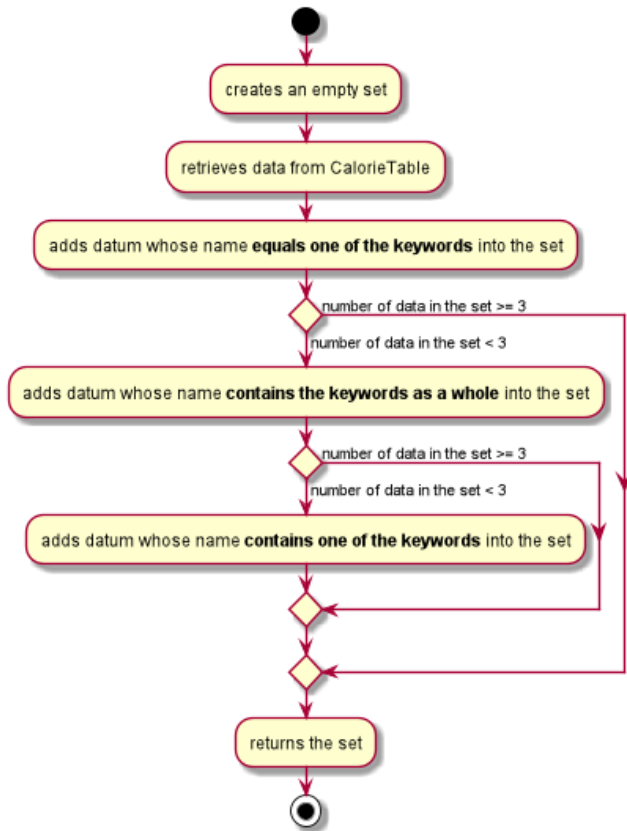 creates an empty set
retrieves data from CalorieTable
adds datum whose name equals one of the keywords into the set
number of data in the set >= 3
number of data in the set < 3
adds datum whose name contains the keywords as a whole into the set
number of data in the set >= 3
number of data in the set < 3
adds datum whose name contains one of the keywords into the set
returns the set